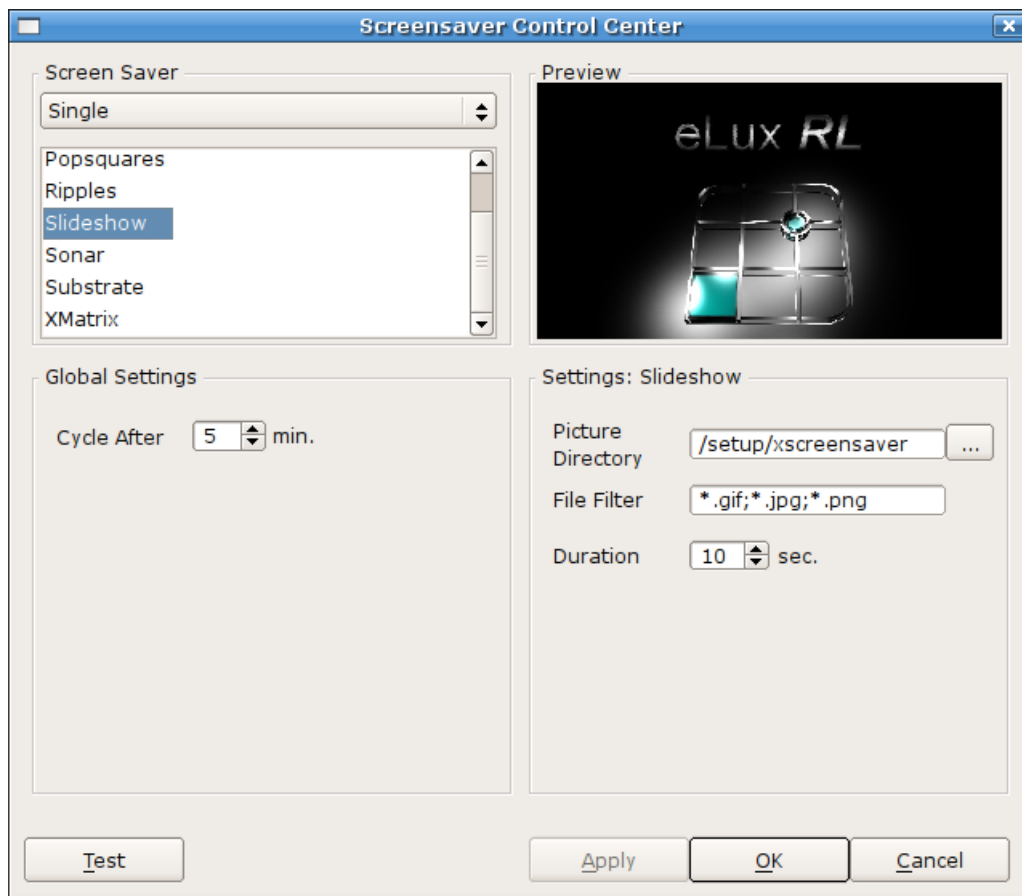 Screensaver Control Center
Screen Saver
Single
Popsquares
Ripples
Slideshow
Sonar
Substrate
XMatrix
Preview
eLux RL
Global Settings
Cycle After 5 min.
Settings: Slideshow
Picture
Directory
/setup/xscreensaver ...
File Filter *.gif;*.jpg;*.png
Duration 10 sec.
Test Apply OK Cancel